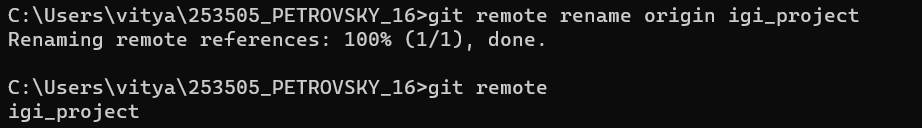 C:\Users\vitya\253505_PETROVSKY_16>git remote rename origin igi_project
Renaming remote references: 100% (1/1), done.
C:\Users\vitya\253505_PETROVSKY_16>git remote
igi_project